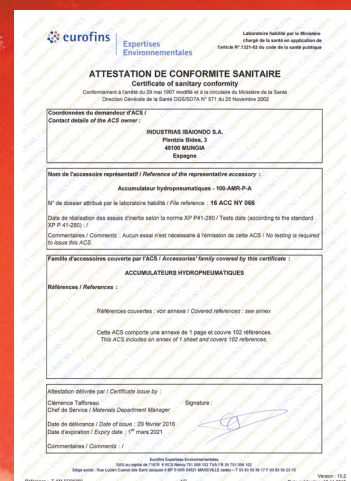 eurofins
Expertises
Environnementales
Laboratoire habilité par le Ministère
chargé de la santé en application de
l'article R*.1321-52 du code de la santé publique
ATTESTATION DE CONFORMITE SANITAIRE
Certificate of sanitary conformity
Conformément à l'arrêté du 29 mai 1997 modifié et à la circulaire du Ministère de la Santé
Direction Générale de la Santé DGS/SD7A N° 571 du 25 Novembre 2002
Coordonnées du demandeur d'ACS /
Contact details of the ACS owner :
INDUSTRIAS IBAIONDO S.A.
Plentzia Bidea, 3
48100 MUNGIA
Espagne
Nom de l'accessoire représentatif / Reference of the representative accessory :
Accumulateur hydropneumatiques - 100-AMR-P-A
N° de dossier attribué par le laboratoire habilité / File reference : 16 ACC NY 066
Date de réalisation des essais d'inertie selon la norme XP P41-280 / Tests date (according to the standard
XP P 41-280) : /
Commentaires / Comments : Aucun essai n'est nécessaire à l'émission de cette ACS / No testing is required
to issue this ACS.
Famille d'accessoires couverte par l'ACS / Accessories' family covered by this certificate :
ACCUMULATEURS HYDROPNEUMATIQUES
Références / References :
Références couvertes : voir annexe / Covered references : see annex
Cette ACS comporte une annexe de 1 page et couvre 102 références.
This ACS includes an annex of 1 sheet and covers 102 references
Attestation délivrée par / Certificate issue by :
Clémence Tafforeau
Chef de Service / Materials Department Manager
Signature :
Date de délivrance / Date of issue : 29 février 2016
Date d'expiration / Expiry date : 1er mars 2021
Commentaires / Comments : /
Eurofins Expertises Environnementales
Version : 10.2